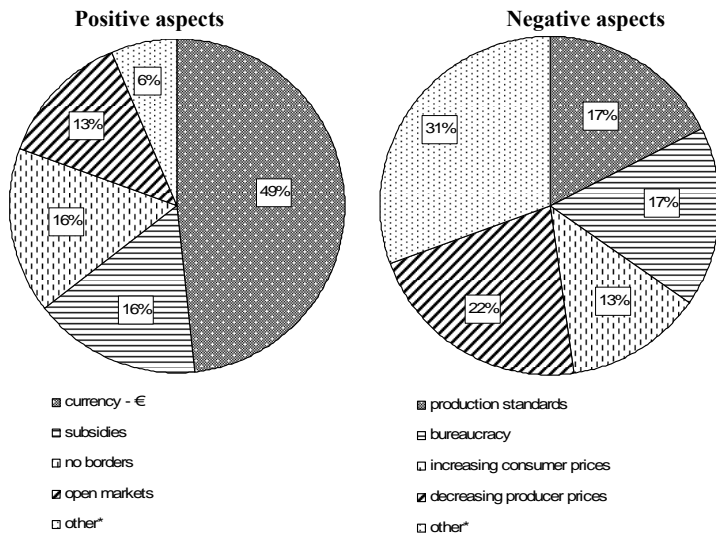 Positive aspects
6%
13%
49%
16%
16%
currency - €
subsidies
no borders
open markets
other*
Negative aspects
31%
17%
17%
22%
13%
production standards
bureaucracy
increasing consumer prices
decreasing producer prices
other*